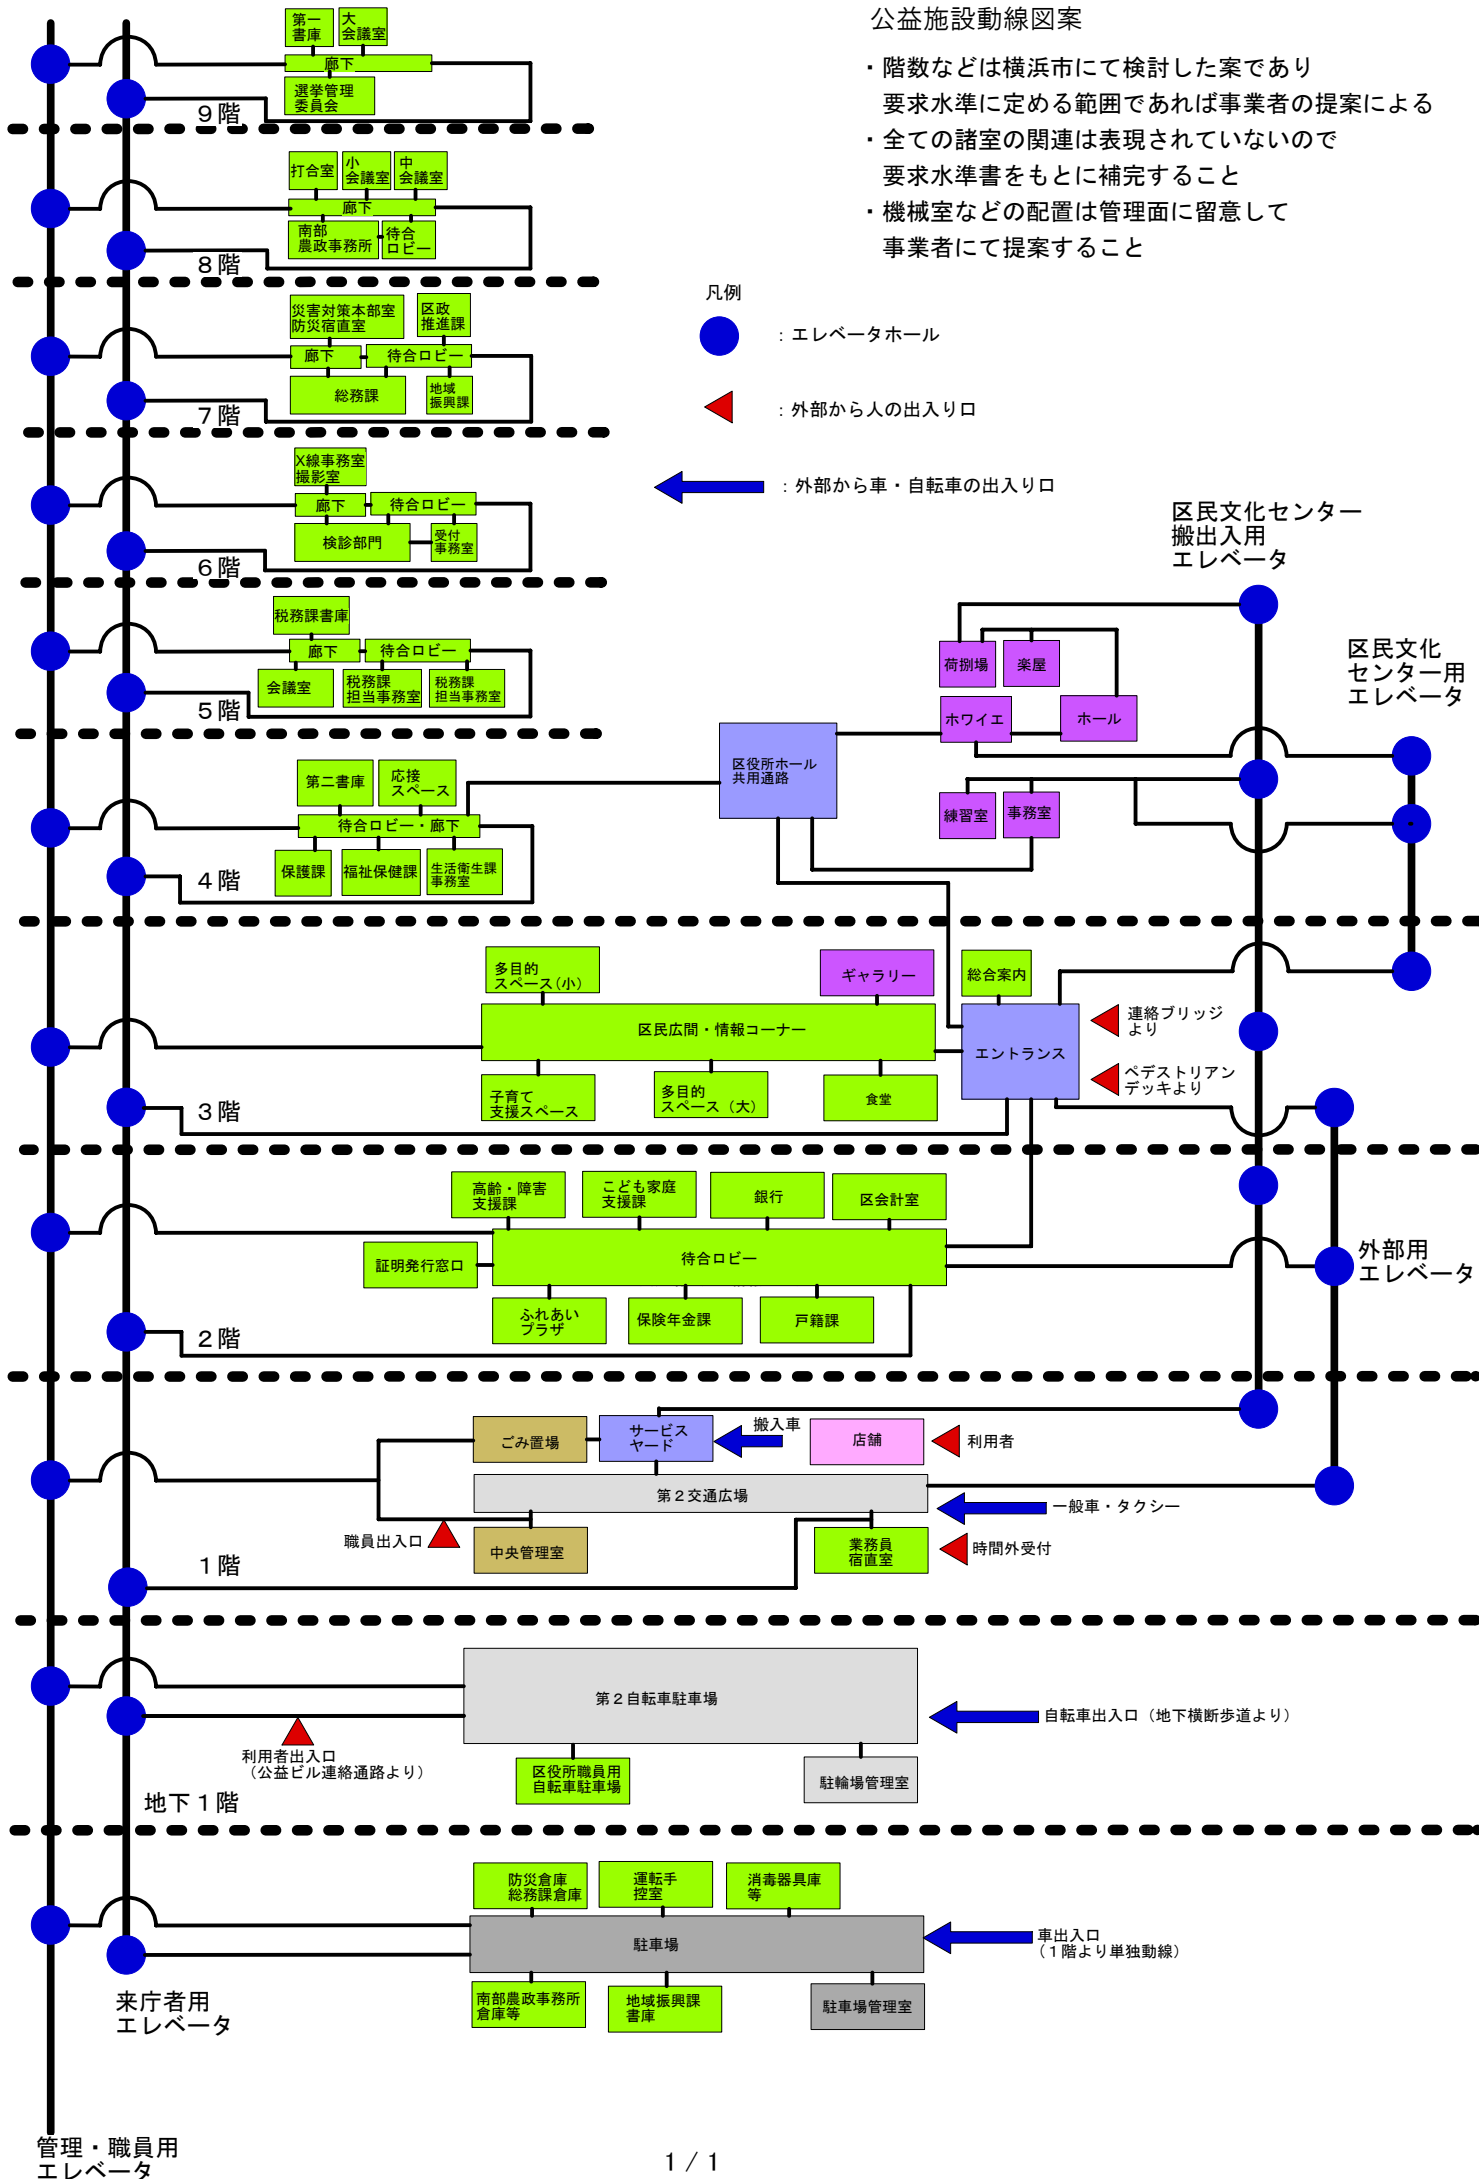 公益施設動線図案
・階数などは横浜市にて検討した案であり
要求水準に定める範囲であれば事業者の提案による
・全ての諸室の関連は表現されていないので
要求水準書をもとに補完すること
・機械室などの配置は管理面に留意して
事業者にて提案すること
凡例
：エレベータホール
：外部から人の出入り口
：外部から車・自転車の出入り口
第一
書庫
大
会議室
廊下
選挙管理
委員会
９階
打合室
小
会議室
中
会議室
廊下
南部
農政事務所
待合
ロビー
８階
災害対策本部室
防災宿直室
区政
推進課
廊下
待合ロビー
総務課
地域
振興課
７階
X線事務室
撮影室
廊下
待合ロビー
検診部門
受付
事務室
６階
税務課書庫
廊下
待合ロビー
会議室
税務課
担当事務室
税務課
担当事務室
５階
区民文化センター
搬出入用
エレベータ
区民文化
センター用
エレベータ
荷捌場
楽屋
ホワイエ
ホール
区役所ホール
共用通路
練習室
事務室
第二書庫
応接
スペース
待合ロビー・廊下
保護課
福祉保健課
生活衛生課
事務室
４階
多目的
スペース（小）
ギャラリー
総合案内
区民広間・情報コーナー
エントランス
連絡ブリッジ
より
ペデストリアン
デッキより
子育て
支援スペース
多目的
スペース（大）
食堂
３階
高齢・障害
支援課
こども家庭
支援課
銀行
区会計室
証明発行窓口
待合ロビー
ふれあい
プラザ
保険年金課
戸籍課
２階
外部用
エレベータ
ごみ置場
サービス
ヤード
搬入車
店舗
利用者
第２交通広場
一般車・タクシー
職員出入口
中央管理室
業務員
宿直室
時間外受付
１階
第２自転車駐車場
自転車出入口（地下横断歩道より）
利用者出入口
（公益ビル連絡通路より）
区役所職員用
自転車駐車場
駐輪場管理室
地下１階
防災倉庫
総務課倉庫
運転手
控室
消毒器具庫
等
駐車場
車出入口
（１階より単独動線）
南部農政事務所
倉庫等
地域振興課
書庫
駐車場管理室
来庁者用
エレベータ
管理・職員用
エレベータ
1 / 1